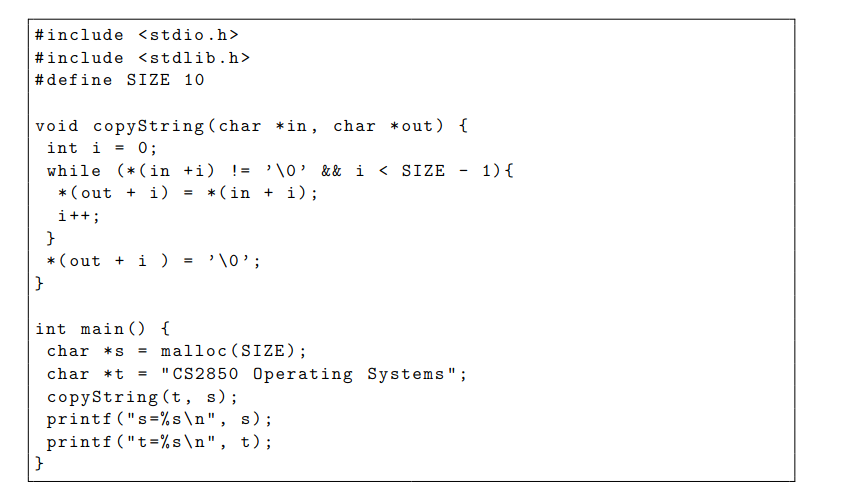 #include <stdio.h>
#include <stdlib.h>
#define SIZE 10

void copyString(char *in, char *out) {
 int i = 0;
 while (*(in +i) != ’\0’ && i < SIZE - 1){
  *(out + i) = *(in + i);
  i++;
 }
 *(out + i ) = ’\0’;
}

int main() {
 char *s = malloc(SIZE);
 char *t = "CS2850 Operating Systems";
 copyString(t, s);
 printf("s=%s\n", s);
 printf("t=%s\n", t);
}